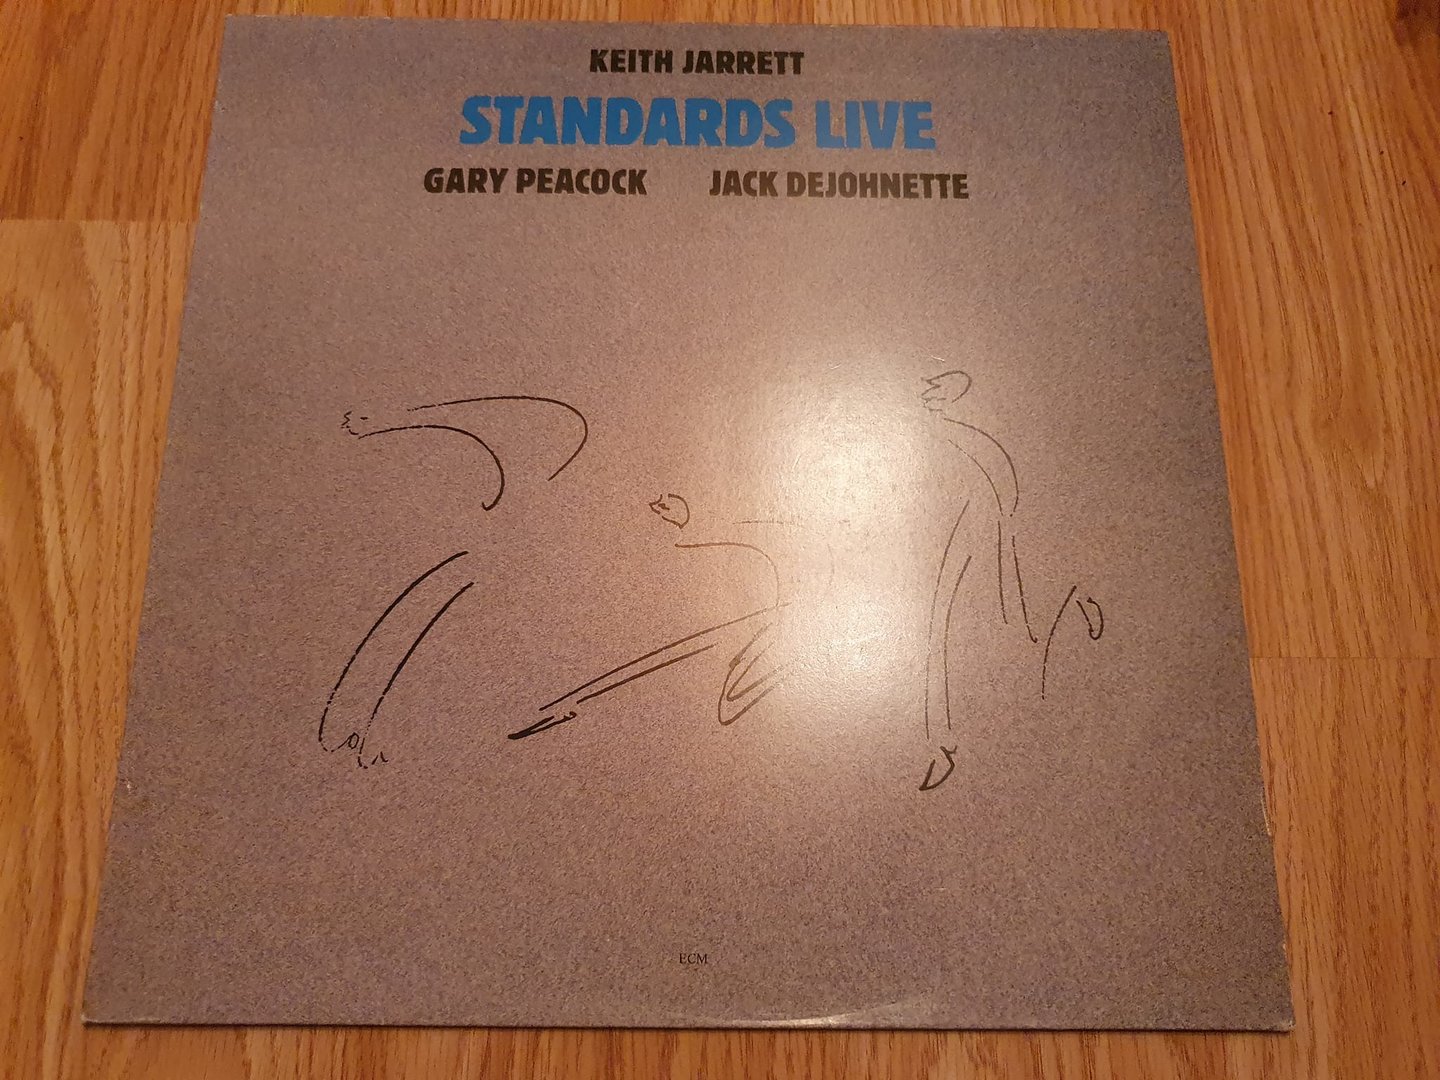 KEITH JARRETT
STANDARDS LIVE
GARY PEACOCK JACK DEJOHNETTE
ECM